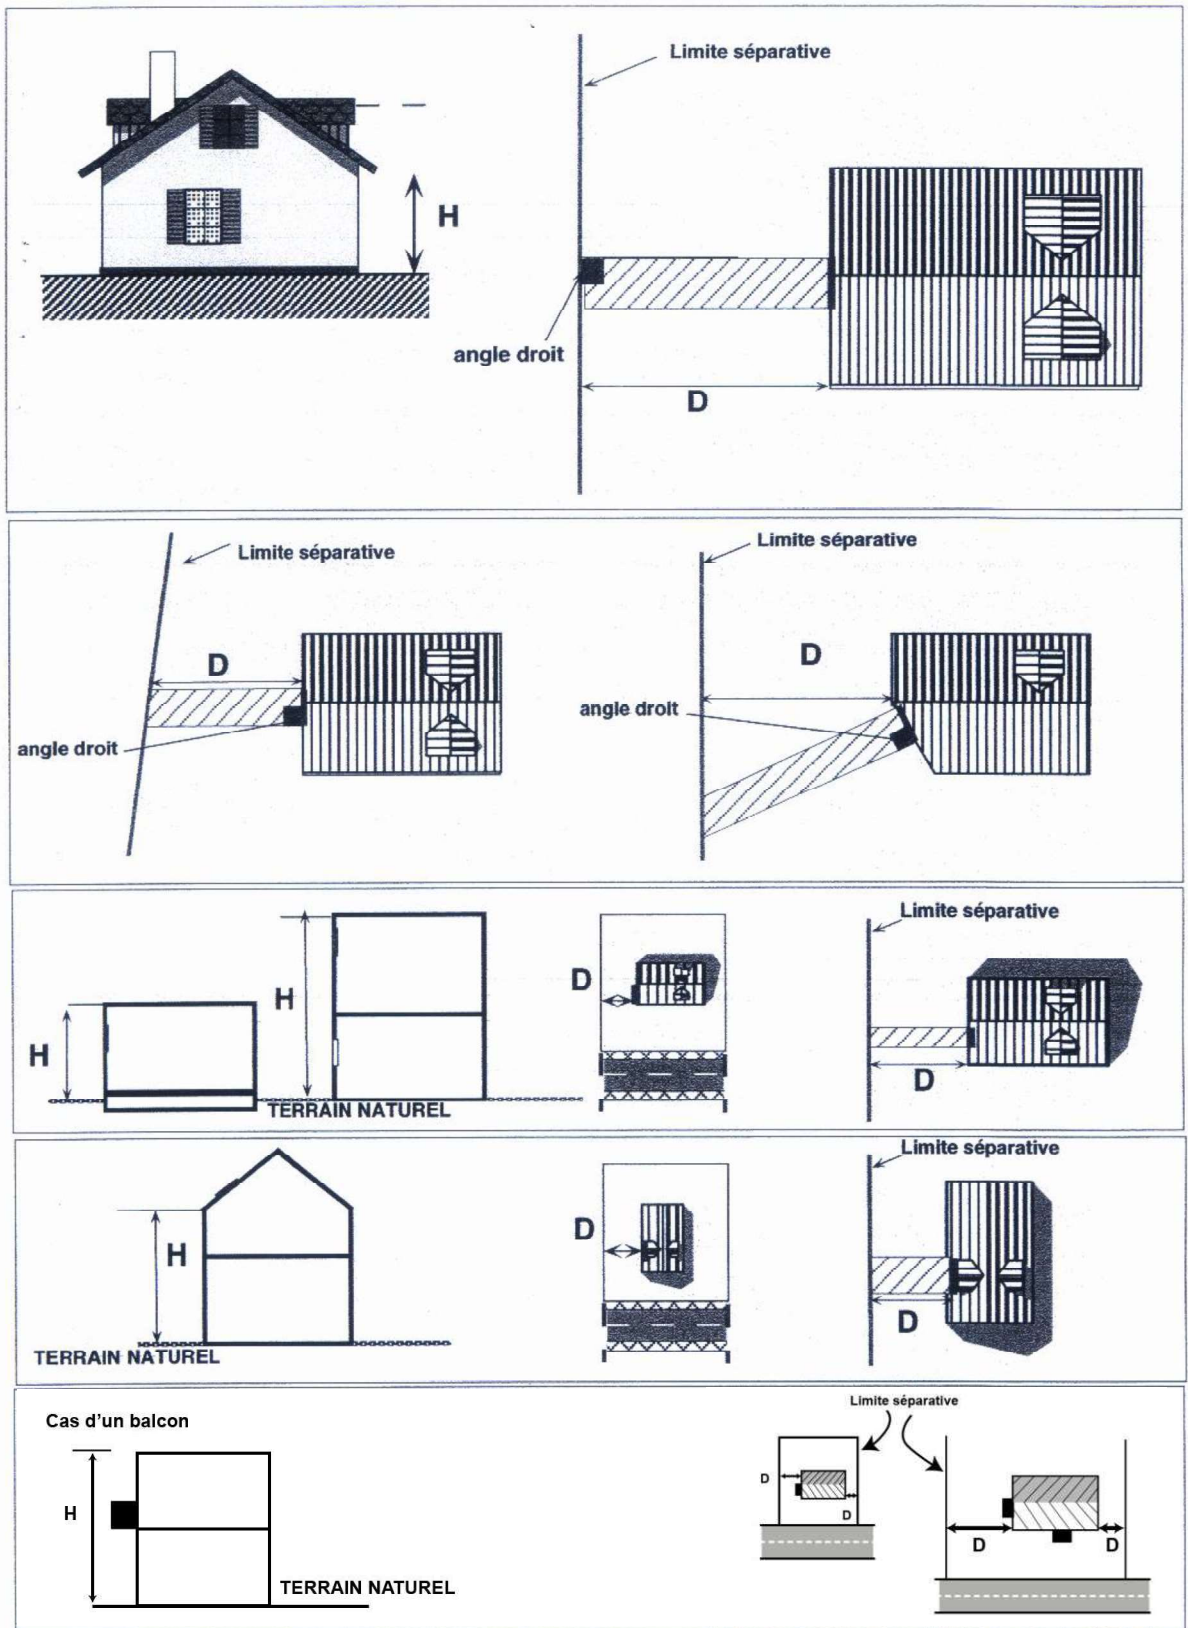 Limite séparative
H
angle droit
D
Limite séparative
D
angle droit
Limite séparative
D
angle droit
H
H
TERRAIN NATUREL
D
Limite séparative
D
H
TERRAIN NATUREL
D
Limite séparative
D
Cas d’un balcon
H
TERRAIN NATUREL
Limite séparative
D
D
D
D